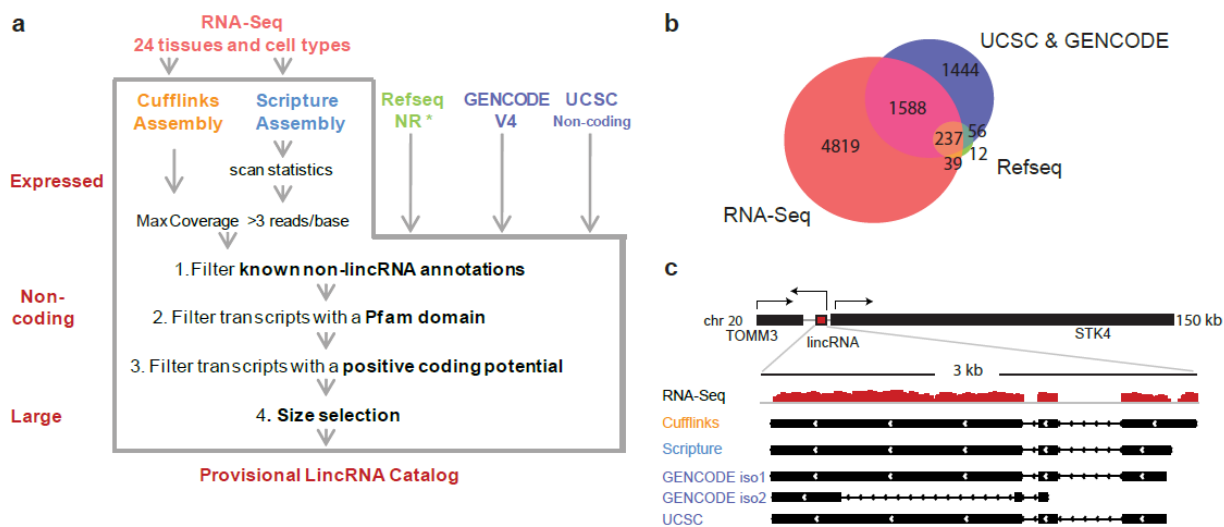 a
RNA-Seq
24 tissues and cell types
Cufflinks
Assembly
Scripture
Assembly
Refseq
NR *
GENCODE
V4
UCSC
Non-coding
Expressed
scan statistics
Max Coverage >3 reads/base
1. Filter known non-lincRNA annotations
Non-
coding
2. Filter transcripts with a Pfam domain
3. Filter transcripts with a positive coding potential
Large
4. Size selection
Provisional LincRNA Catalog
b
UCSC & GENCODE
1444
1588
4819
237
56
12
39
Refseq
RNA-Seq
c
chr 20
TOMM3
lincRNA
STK4
150 kb
3 kb
RNA-Seq
Cufflinks
Scripture
GENCODE iso1
GENCODE iso2
UCSC